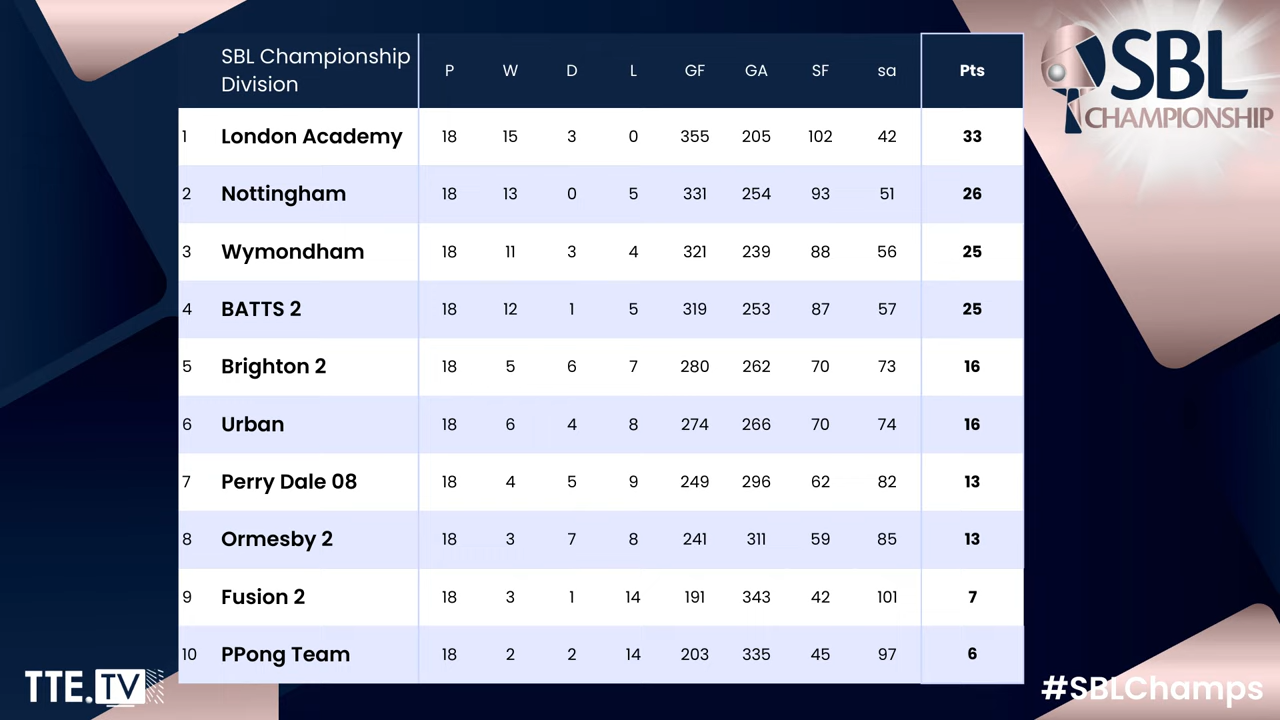 SBL Championship
Division P W D L GF GA SF sa Pts
1 London Academy 18 15 3 0 355 205 102 42 33
2 Nottingham 18 13 0 5 331 254 93 51 26
3 Wymondham 18 11 3 4 321 239 88 56 25
4 BATTS 2 18 12 1 5 319 253 87 57 25
5 Brighton 2 18 5 6 7 280 262 70 73 16
6 Urban 18 6 4 8 274 266 70 74 16
7 Perry Dale 08 18 4 5 9 249 296 62 82 13
8 Ormesby 2 18 3 7 8 241 311 59 85 13
9 Fusion 2 18 3 1 14 191 343 42 101 7
10 PPong Team 18 2 2 14 203 335 45 97 6
SBL
CHAMPIONSHIP
TTE.TV
#SBLChamps